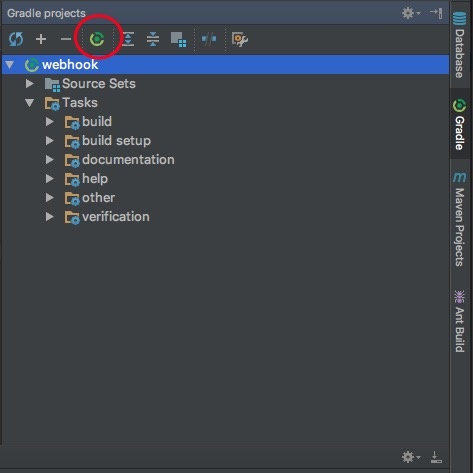 Gradle projects
webhook
Source Sets
Tasks
build
build setup
documentation
help
other
verification
Database
Gradle
Maven Projects
Ant Build